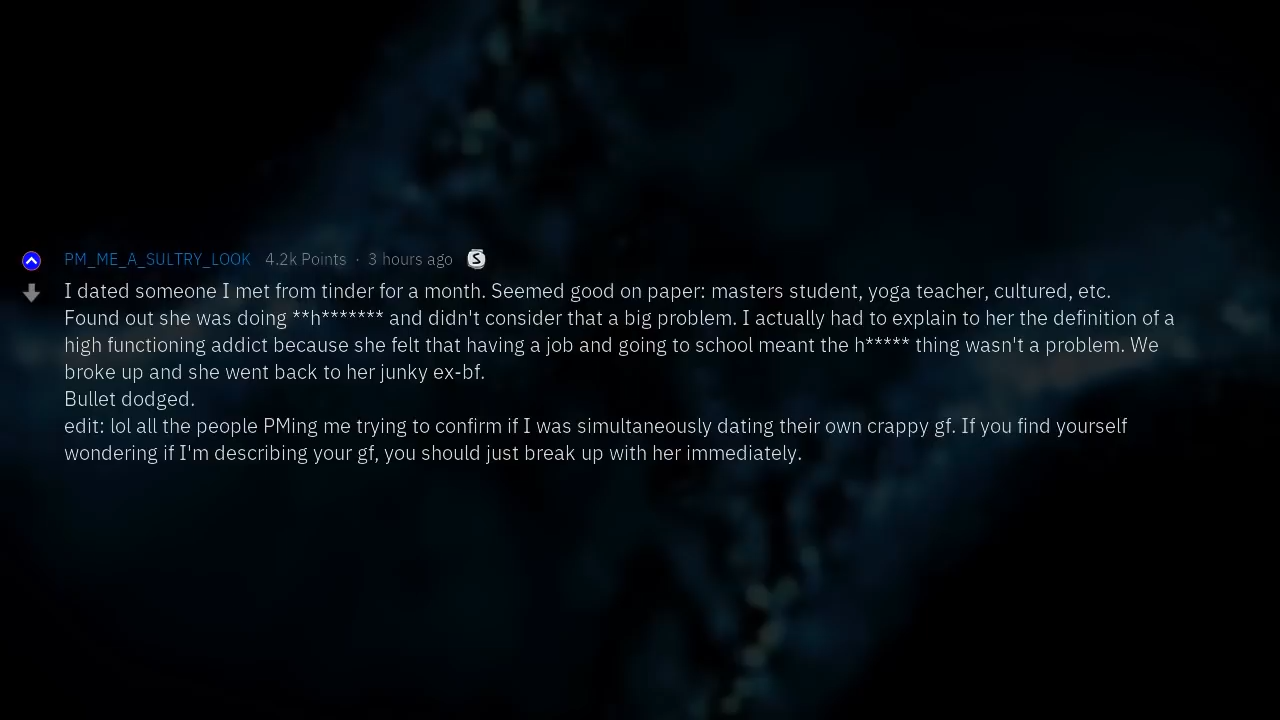 PM_ME_A_SULTRY_LOOK 4.2k Points · 3 hours ago S
I dated someone I met from tinder for a month. Seemed good on paper: masters student, yoga teacher, cultured, etc.
Found out she was doing **h******* and didn't consider that a big problem. I actually had to explain to her the definition of a
high functioning addict because she felt that having a job and going to school meant the h***** thing wasn't a problem. We
broke up and she went back to her junky ex-bf.
Bullet dodged.
edit: lol all the people PMing me trying to confirm if I was simultaneously dating their own crappy gf. If you find yourself
wondering if I'm describing your gf, you should just break up with her immediately.